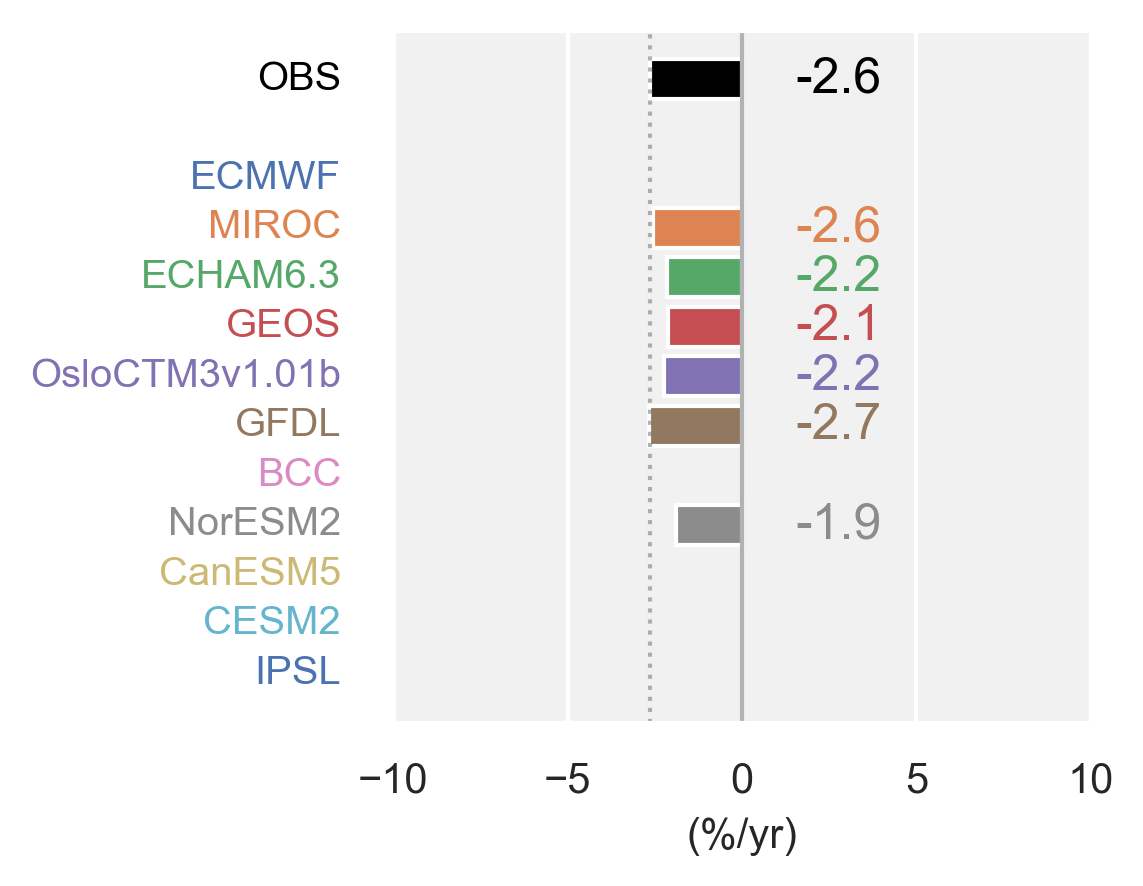 OBS -2.6
ECMWF
MIROC -2.6
ECHAM6.3 -2.2
GEOS -2.1
OsloCTM3v1.01b -2.2
GFDL -2.7
BCC
NorESM2 -1.9
CanESM5
CESM2
IPSL
−10 −5 0 5 10
(%/yr)